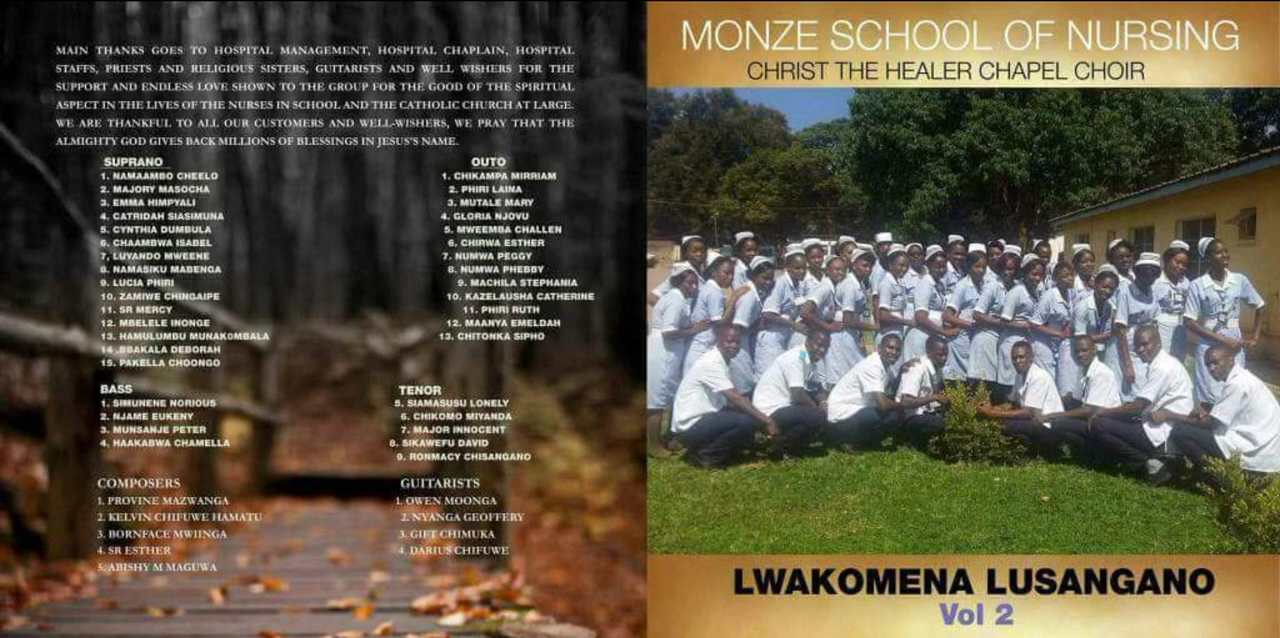 MAIN THANKS GOES TO HOSPITAL MANAGEMENT, HOSPITAL CHAPLAIN, HOSPITAL
STAFFS, PRIESTS AND RELIGIOUS SISTERS, GUITARISTS AND WELL WISHERS FOR THE
SUPPORT AND ENDLESS LOVE SHOWN TO THE GROUP FOR THE GOOD OF THE SPIRITUAL
ASPECT IN THE LIVES OF THE NURSES IN SCHOOL AND THE CATHOLIC CHURCH AT LARGE.
WE ARE THANKFUL TO ALL OUR CUSTOMERS AND WELL-WISHERS, WE PRAY THAT THE
ALMIGHTY GOD GIVES BACK MILLIONS OF BLESSINGS IN JESUS'S NAME.
SUPRANO
1. NAMAAMBO CHEELO
2. MAJORY MASOCHA
3. EMMA HIMPYALI
4. CATRIDAH SIASIMUNA
5. CYNTHIA DUMBULA
6. CHAAMBWA ISABEL
7, LUYANDO MWEENE
8. NAMASIKU MABENGA
9. LUCIA PHIRI
10. ZAMIWE CHINGAIPE
11. SR MERCY
12. MBELELE INONGE
13. HAMULUMBU MUNAKOMBALA
14 .BBAKALA DEBORAH
15. PAKELLA CHOONGO
OUTO
1. CHIKAMPA MIRRIAM
2. PHIRI LAINA
3. MUTALE MARY
4. GLORIA NJOVU
5. MWEEMBA CHALLEN
6. CHIRWA ESTHER
7. NUMWA PEGGY
8. NUMWA PHEBBY
9. MACHILA STEPHANIA
10. KAZELAUSHA CATHERINE
11. PHIRI RUTH
12. MAANYA EMELDAH
13. CHITONKA SIPHO
BASS
1. SIMUNENE NORIOUS
2. NJAME EUKENY
3. MUNSANJE PETER
4. HAAKABWA CHAMELLA
TENOR
5. SIAMASUSU LONELY
6. CHIKOMO MIYANDA
7. MAJOR INNOCENT
8. SIKAWEFU DAVID
9. RONMACY CHISANGANO
COMPOSERS
1. PROVINE MAZWANGA
2. KELVIN CHIFUWE HAMATU
3. BORNFACE MWIINGA
4. SR ESTHER
5. ABISHY M MAGUWA
GUITARISTS
1. OWEN MOONGA
2. NYANGA GEOFFERY
3. GIFT CHIMUKA
4. DARIUS CHIFUWE
MONZE SCHOOL OF NURSING
CHRIST THE HEALER CHAPEL CHOIR
LWAKOMENA LUSANGANO
Vol 2